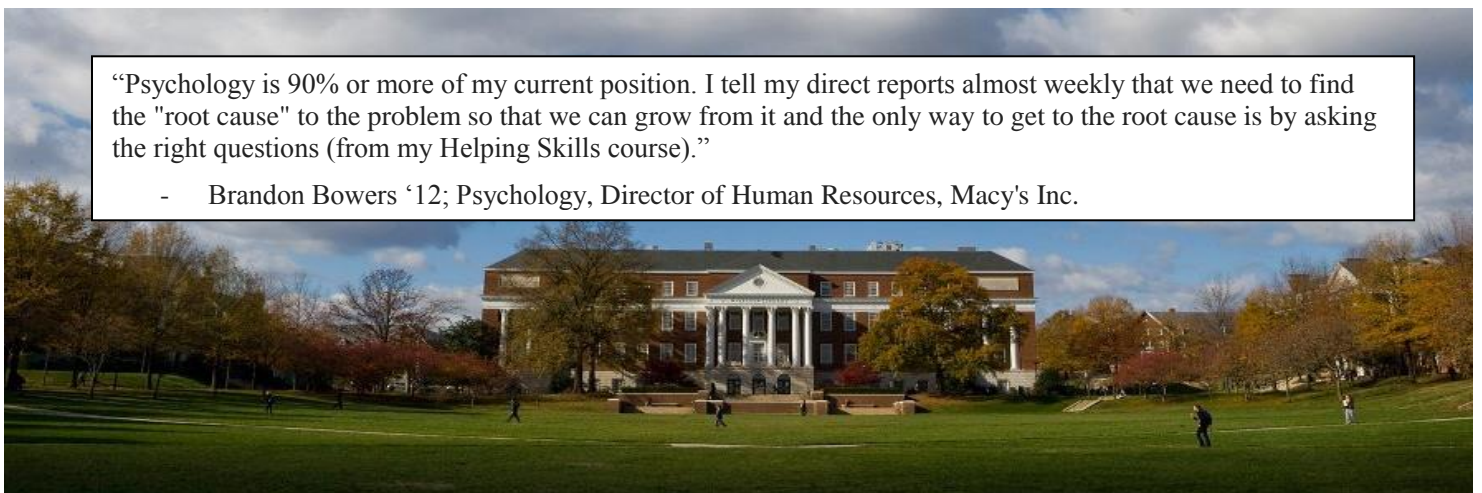 “Psychology is 90% or more of my current position. I tell my direct reports almost weekly that we need to find
the "root cause" to the problem so that we can grow from it and the only way to get to the root cause is by asking
the right questions (from my Helping Skills course).”
- Brandon Bowers ‘12; Psychology, Director of Human Resources, Macy's Inc.